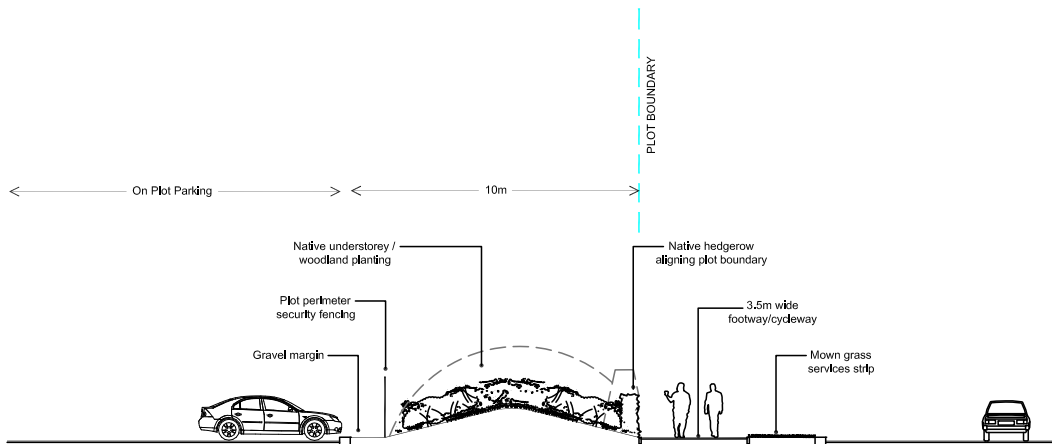 PLOT BOUNDARY
On Plot Parking
10m
Native understorey /
woodland planting
Native hedgerow
aligning plot boundary
Plot perimeter
security fencing
3.5m wide
footway/cycleway
Gravel margin
Mown grass
services strip